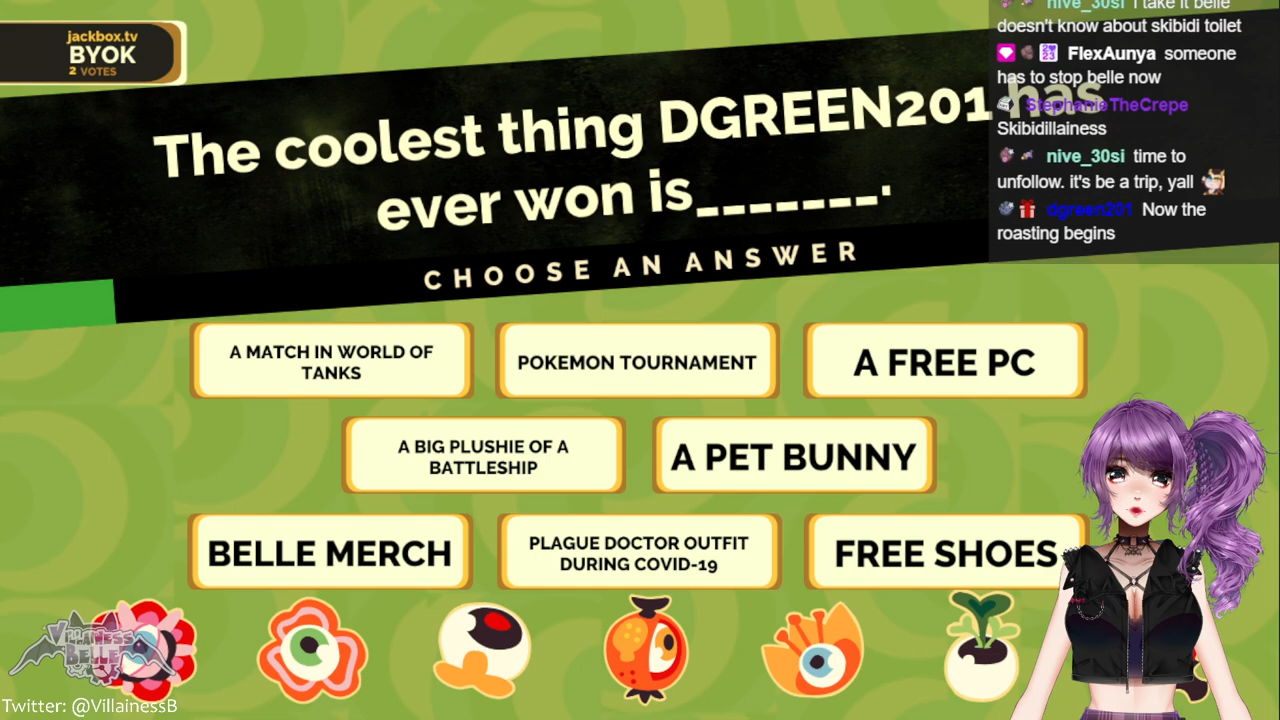 jackbox.tv
BYOK
2 VOTES
The coolest thing DGREEN201 has
ever won is_______.
CHOOSE AN ANSWER
A MATCH IN WORLD OF
TANKS
POKEMON TOURNAMENT
A FREE PC
A BIG PLUSHIE OF A
BATTLESHIP
A PET BUNNY
BELLE MERCH
PLAGUE DOCTOR OUTFIT
DURING COVID-19
FREE SHOES
nive_30si I take it belle
doesn't know about skibidi toilet
FlexAunya someone
has to stop belle now
StephanieTheCrepe
Skibidillainess
nive_30si time to
unfollow. it's be a trip, yall
dgreen201 Now the
roasting begins
VILLAINESS
BELLE
Twitter: @VillainessB